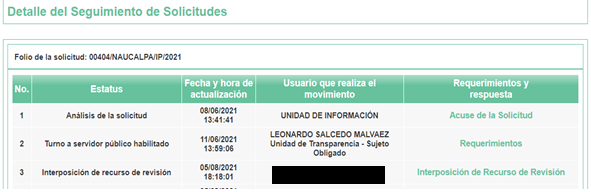 Detalle del Seguimiento de Solicitudes
Folio de la solicitud: 00404/NAUCALPA/IP/2021
No. Estatus Fecha y hora de actualización Usuario que realiza el movimiento Requerimientos y respuesta
1 Análisis de la solicitud 08/06/2021 13:41:41 UNIDAD DE INFORMACIÓN Acuse de la Solicitud
2 Turno a servidor público habilitado 11/06/2021 13:59:06 LEONARDO SALCEDO MALVAEZ Unidad de Transparencia - Sujeto Obligado Requerimientos
3 Interposición de recurso de revisión 05/08/2021 18:18:01 Interposición de Recurso de Revisión